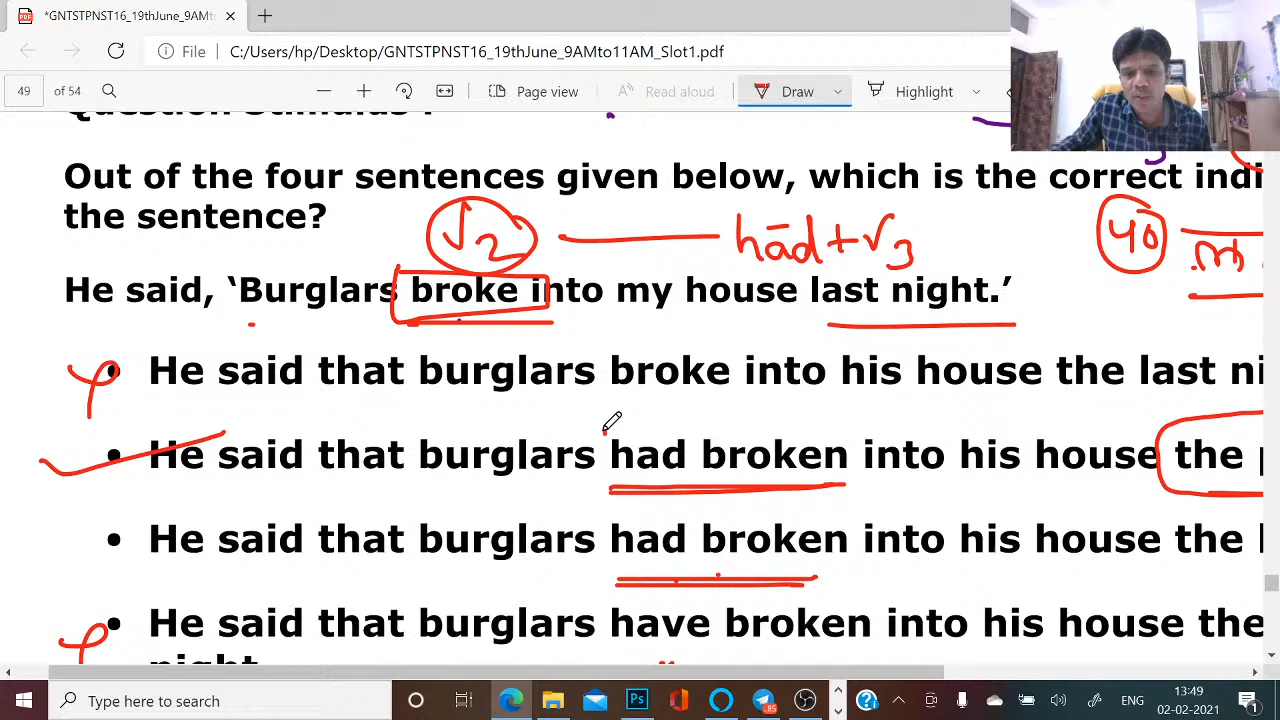 *GNTSTPNST16_19thJune_9AMt
File C:/Users/hp/Desktop/GNTSTPNST16_19thJune_9AMto11AM_Slot1.pdf
49 of 54 Page view Read aloud Draw Highlight
Question Stimulus :
Out of the four sentences given below, which is the correct indi
the sentence?
V2 had+V3 40
He said, ‘Burglars broke into my house last night.’
• He said that burglars broke into his house the last ni
• He said that burglars had broken into his house the p
• He said that burglars had broken into his house the l
• He said that burglars have broken into his house the
night
Type here to search
ENG
13:49
02-02-2021